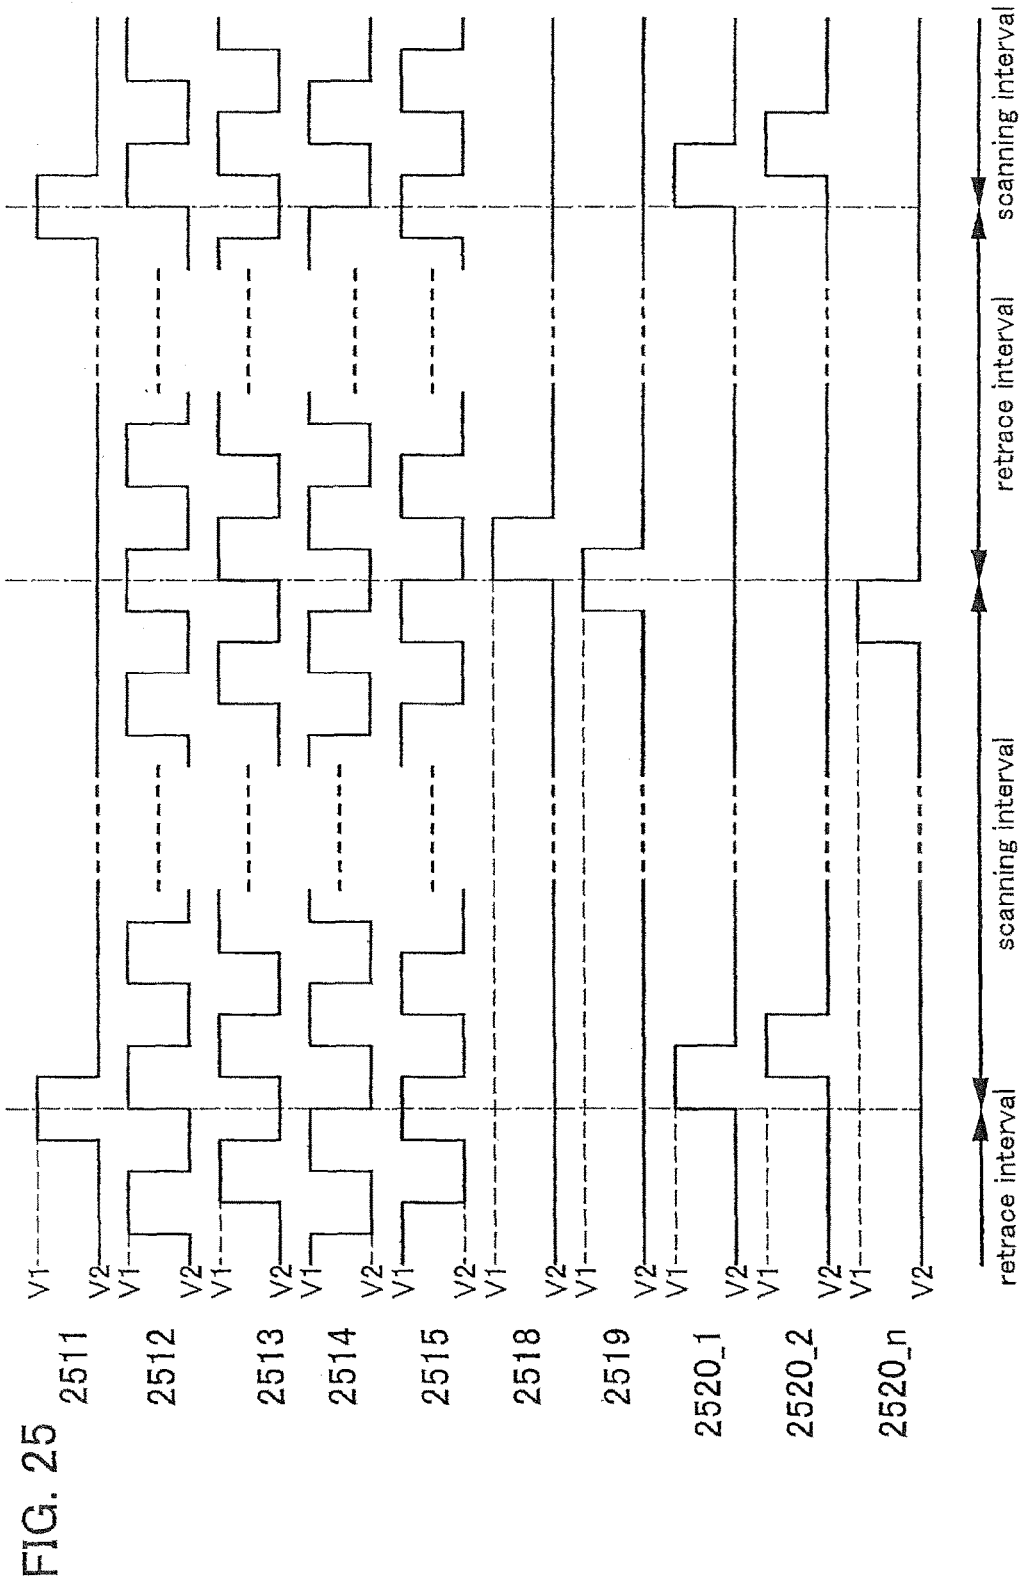 FIG. 25
2511 V1 V2
2512 V1 V2
2513 V1 V2
2514 V1 V2
2515 V1 V2
2518 V1 V2
2519 V1 V2
2520_1 V1 V2
2520_2 V1 V2
2520_n V1 V2
retrace interval scanning interval retrace interval scanning interval